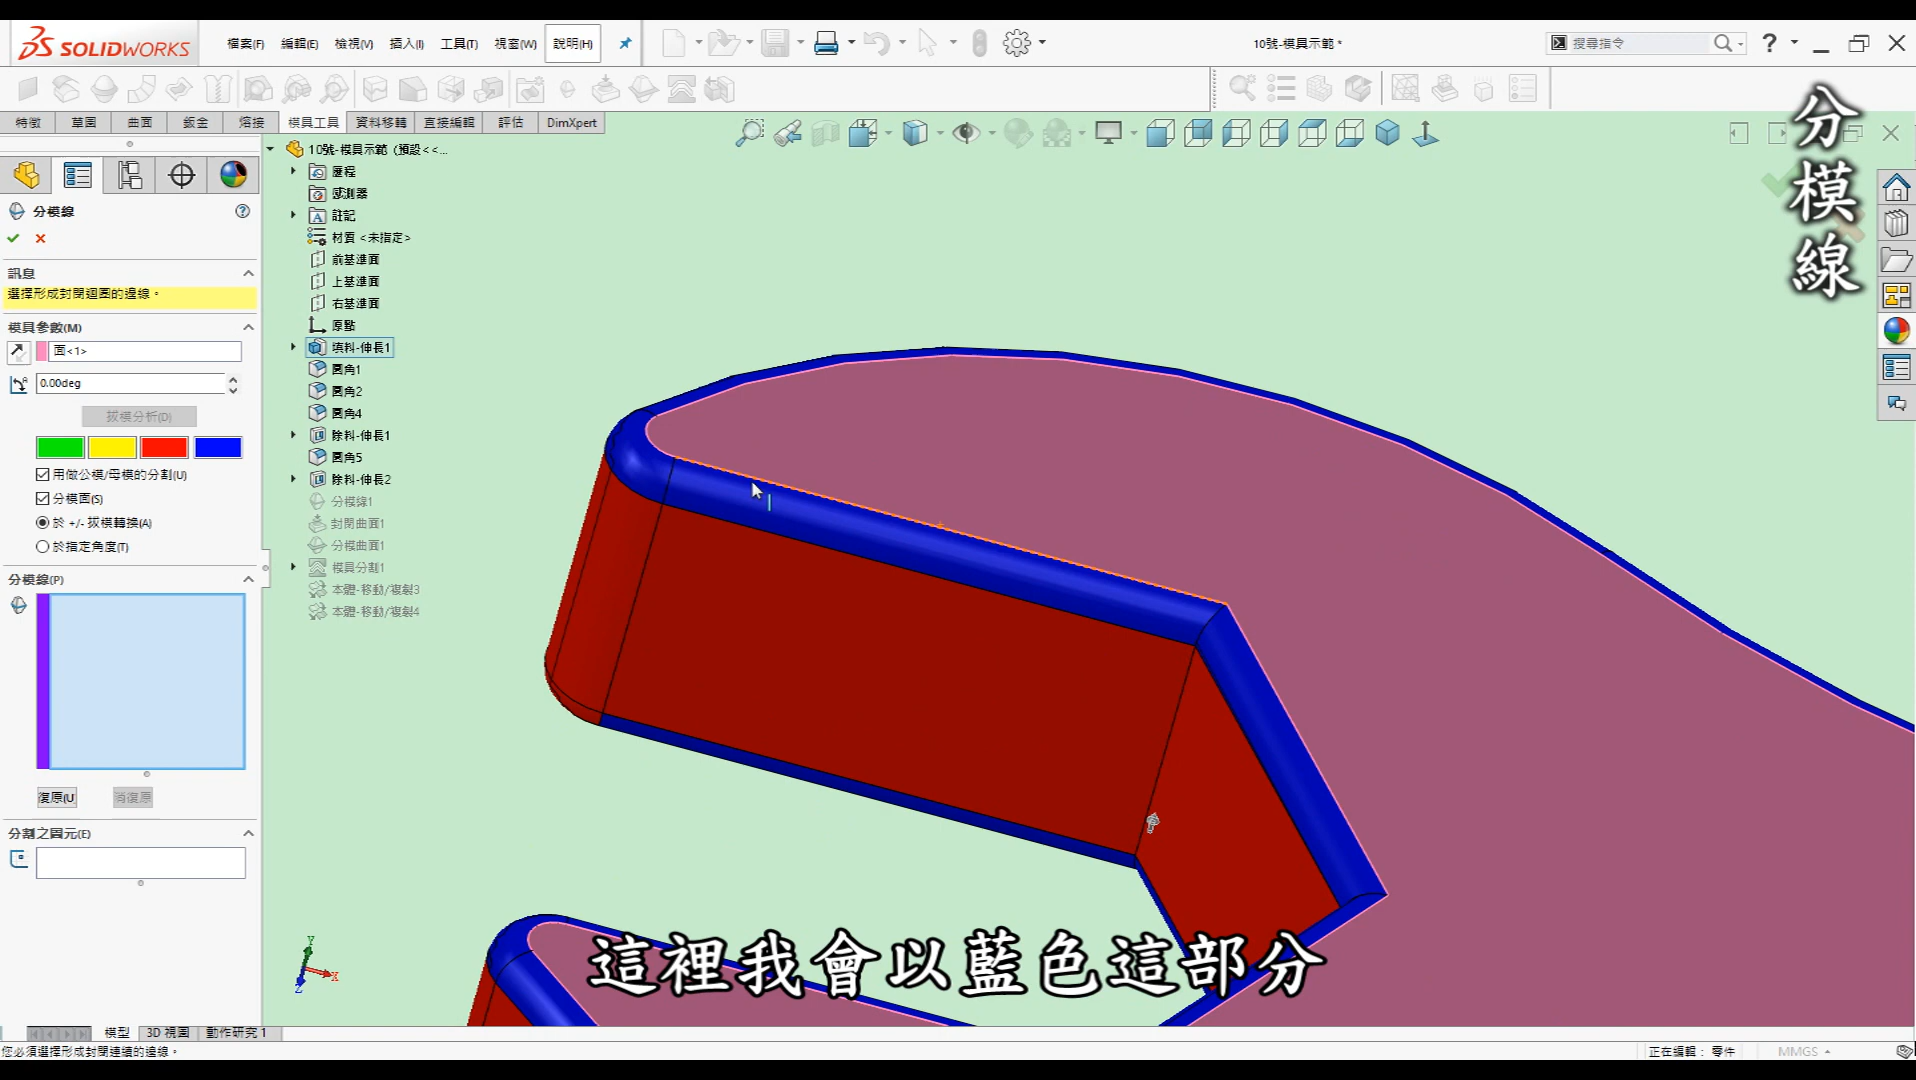 SOLIDWORKS
檔案(F) 編輯(E) 檢視(V) 插入(I) 工具(T) 視窗(W) 說明(H)
10號-模具示範 *
搜尋指令
特徵 草圖 曲面 鈑金 熔接 模具工具 資料移轉 直接編輯 評估 DimXpert
分模線
10號-模具示範 (預設<<...
歷程
感測器
註記
材質 <未指定>
前基準面
上基準面
右基準面
原點
填料-伸長1
圓角1
圓角2
圓角4
除料-伸長1
圓角5
除料-伸長2
分模線1
封閉曲面1
分模曲面1
模具分割1
本體-移動/複製3
本體-移動/複製4
分模線
訊息
選擇形成封閉迴圈的邊線。
模具參數(M)
面<1>
0.00deg
拔模分析(D)
用做公模/母模的分割(U)
分模面(S)
於 +/- 拔模轉換(A)
於指定角度(T)
分模線(P)
復原(U)
消復原
分割之圖元(E)
Y
X
Z
這裡我會以藍色這部分
模型 3D 視圖 動作研究 1
您必須選擇形成封閉連續的邊線。
正在編輯： 零件
MMGS